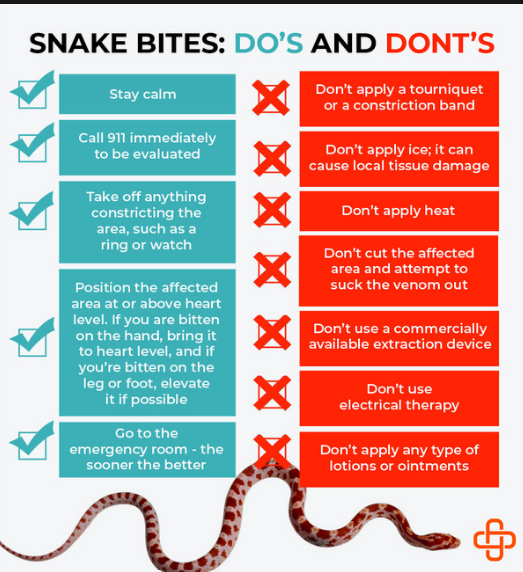 SNAKE BITES: DO'S AND DONT'S
Stay calm
Call 911 immediately
to be evaluated
Take off anything
constricting the
area, such as a
ring or watch
Position the affected
area at or above heart
level. If you are bitten
on the hand, bring it
to heart level, and if
you're bitten on the
leg or foot, elevate
it if possible
Go to the
emergency room - the
sooner the better
Don't apply a tourniquet
or a constriction band
Don't apply ice; it can
cause local tissue damage
Don't apply heat
Don't cut the affected
area and attempt to
suck the venom out
Don't use a commercially
available extraction device
Don't use
electrical therapy
Don't apply any type of
lotions or ointments